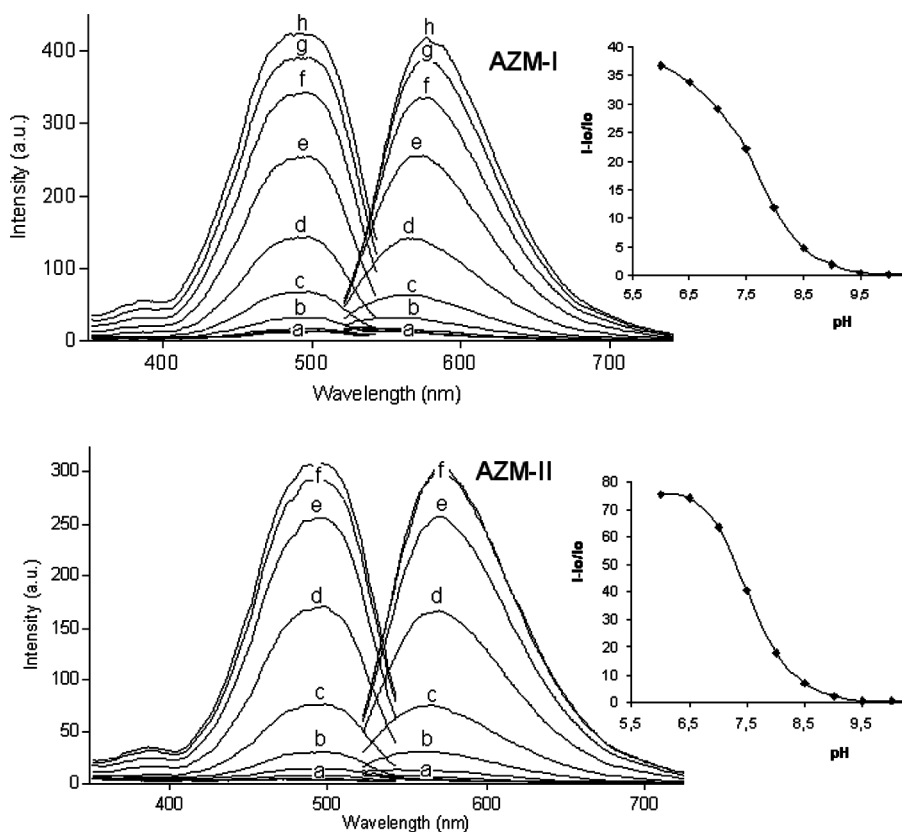 AZM-I
Intensity (a.u.)
400
300
200
100
0
h
g
f
e
d
c
b
a
h
g
f
e
d
c
b
a
400
500
600
700
Wavelength (nm)
I-Io/Io
40
35
30
25
20
15
10
5
0
5,5
6,5
7,5
8,5
9,5
pH
AZM-II
Intensity (a.u.)
300
250
200
150
100
50
0
f
e
d
c
b
a
f
e
d
c
b
a
400
500
600
700
Wavelength (nm)
I-Io/Io
80
70
60
50
40
30
20
10
0
5,5
6,5
7,5
8,5
9,5
pH